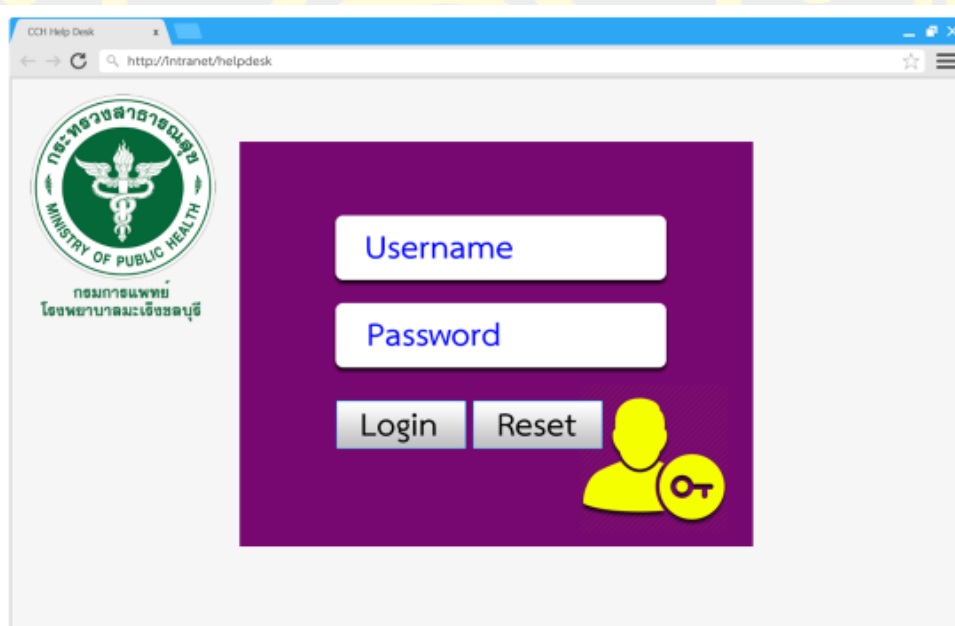 CCH Help Desk x
http://intranet/helpdesk
กระทรวงสาธารณสุข
MINISTRY OF PUBLIC HEALTH
กรมการแพทย์
โรงพยาบาลมะเร็งชลบุรี
Username
Password
Login Reset